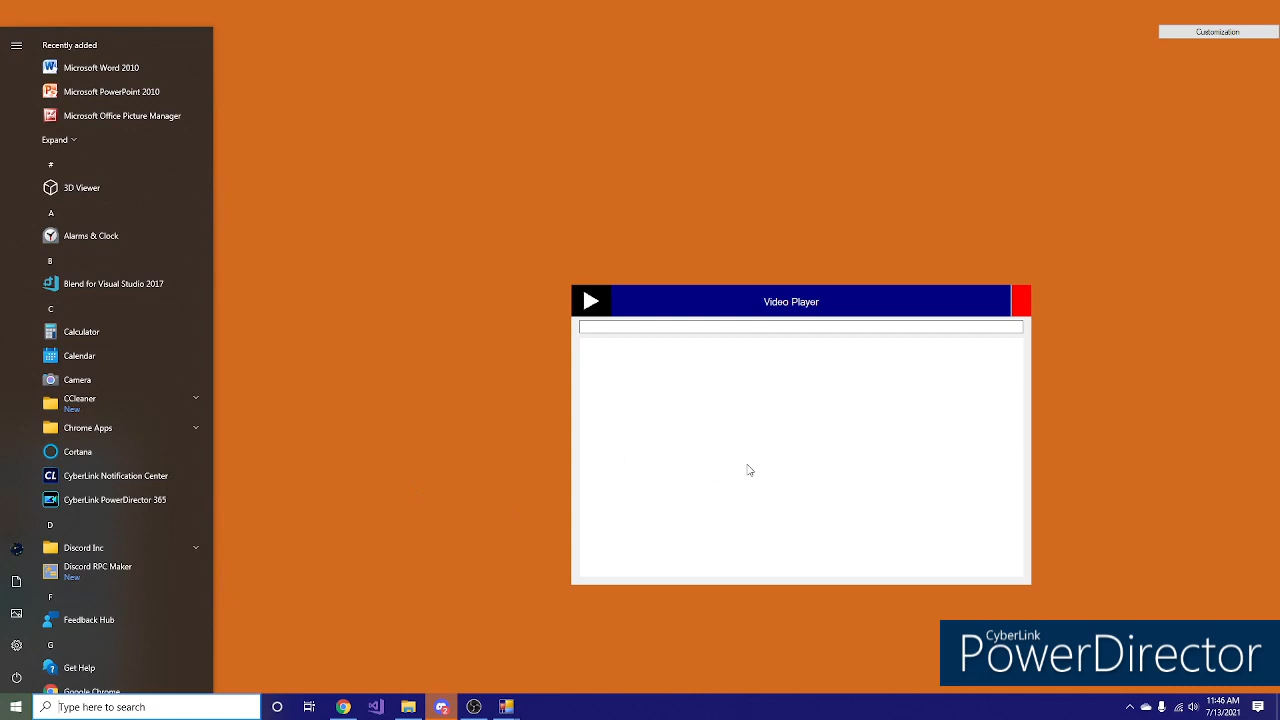 Customization
Recently added
Microsoft Word 2010
Microsoft PowerPoint 2010
Microsoft Office Picture Manager
Expand
#
3D Viewer
A
Alarms & Clock
B
Blend for Visual Studio 2017
C
Calculator
Calendar
Camera
CCleaner
New
Chrome Apps
Cortana
CL CyberLink Notification Center
CyberLink PowerDirector 365
D
Discord Inc
Discord RPC Maker
New
F
Feedback Hub
G
Get Help
Google Chrome
Video Player
CyberLink
PowerDirector
Type here to search
11:46 AM
7/13/2021